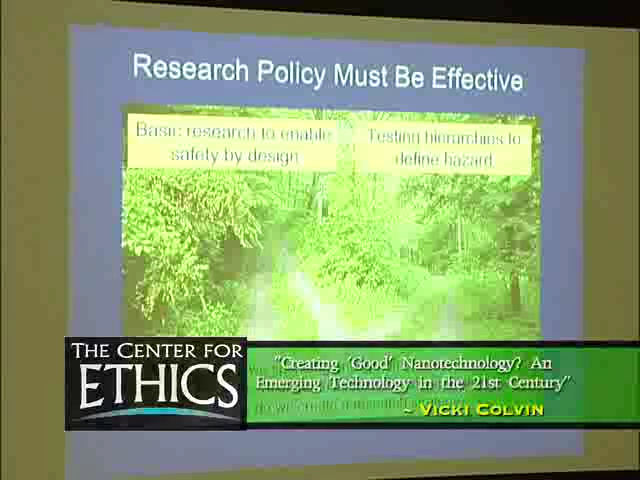 Research Policy Must Be Effective
Basic research to enable
safety by design.
Testing hierarchies to
define hazard.
THE CENTER FOR
ETHICS
"Creating 'Good' Nanotechnology? An
Emerging Technology in the 21st Century"
~ Vicki Colvin